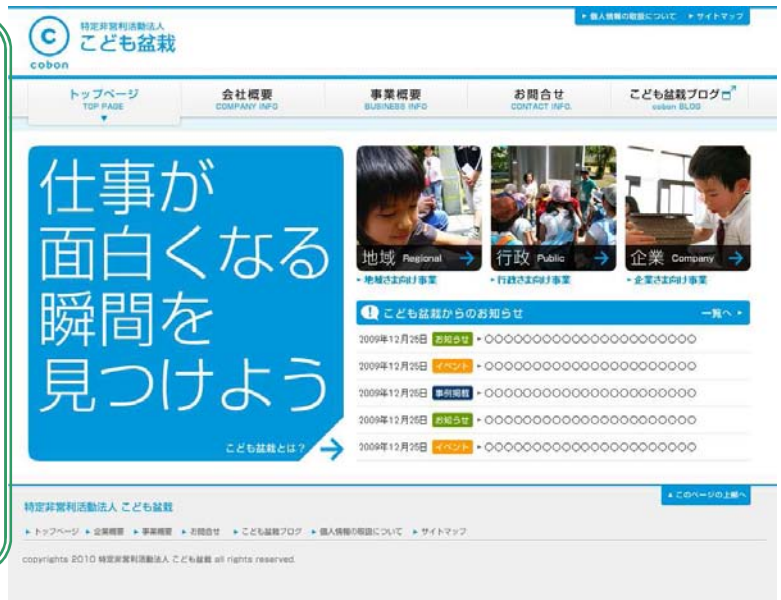 特定非営利活動法人
こども盆栽
cobon
▶ 個人情報の取扱について ▶ サイトマップ
トップページ
TOP PAGE
会社概要
COMPANY INFO
事業概要
BUSINESS INFO
お問合せ
CONTACT INFO.
こども盆栽ブログ
cobon BLOG
仕事が
面白くなる
瞬間を
見つけよう
こども盆栽とは?
地域 Regional
行政 Public
企業 Company
地域さま向け事業
行政さま向け事業
企業さま向け事業
こども盆栽からのお知らせ 一覧へ
2009年12月26日 お知らせ ▶ 〇〇〇〇〇〇〇〇〇〇〇〇〇〇〇〇〇〇〇〇〇〇
2009年12月26日 イベント ▶ 〇〇〇〇〇〇〇〇〇〇〇〇〇〇〇〇〇〇〇〇〇〇
2009年12月26日 事例掲載 ▶ 〇〇〇〇〇〇〇〇〇〇〇〇〇〇〇〇〇〇〇〇〇〇
2009年12月26日 お知らせ ▶ 〇〇〇〇〇〇〇〇〇〇〇〇〇〇〇〇〇〇〇〇〇〇
2009年12月26日 イベント ▶ 〇〇〇〇〇〇〇〇〇〇〇〇〇〇〇〇〇〇〇〇〇〇
▲ このページの上部へ
特定非営利活動法人 こども盆栽
▶ トップページ ▶ 企業概要 ▶ 事業概要 ▶ お問合せ ▶ こども盆栽ブログ ▶ 個人情報の取扱について ▶ サイトマップ
copyrights 2010 特定非営利活動法人 こども盆栽 all rights reserved.